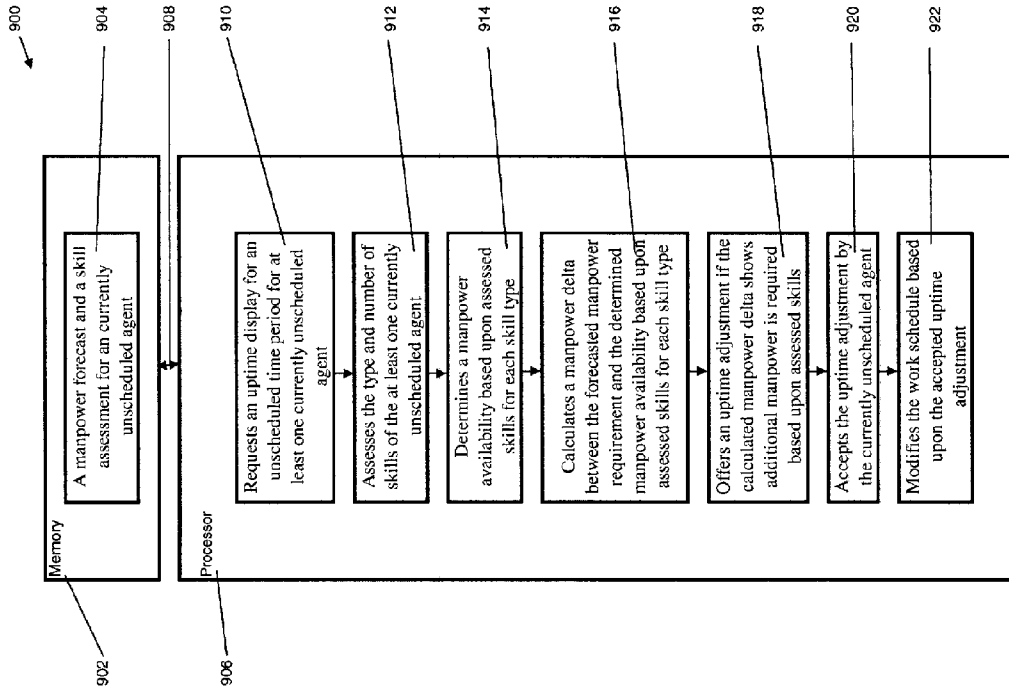 900
Memory
902
A manpower forecast and a skill
assessment for an currently
unscheduled agent
904
908
Processor
906
Requests an uptime display for an
unscheduled time period for at
least one currently unscheduled
agent
910
Assesses the type and number of
skills of the at least one currently
unscheduled agent
912
Determines a manpower
availability based upon assessed
skills for each skill type
914
Calculates a manpower delta
between the forecasted manpower
requirement and the determined
manpower availability based upon
assessed skills for each skill type
916
Offers an uptime adjustment if the
calculated manpower delta shows
additional manpower is required
based upon assessed skills
918
Accepts the uptime adjustment by
the currently unscheduled agent
920
Modifies the work schedule based
upon the accepted uptime
adjustment
922